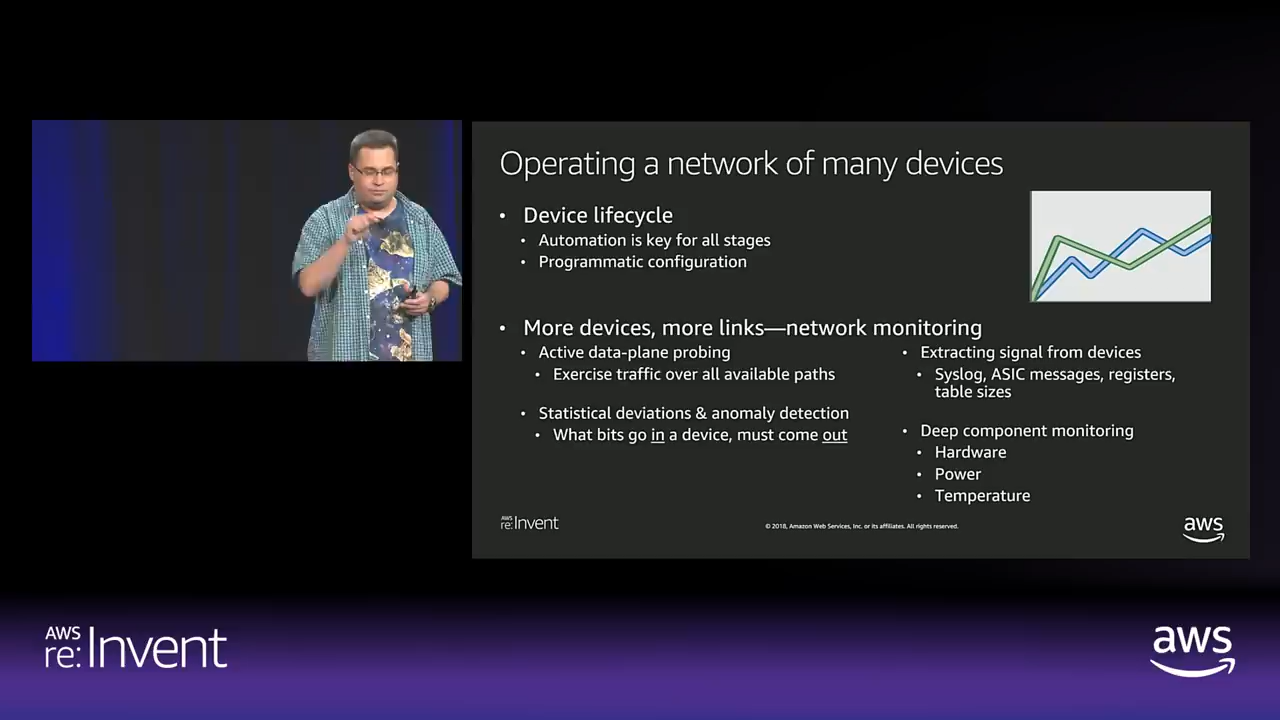 Operating a network of many devices
• Device lifecycle
• Automation is key for all stages
• Programmatic configuration
• More devices, more links—network monitoring
• Active data-plane probing
• Exercise traffic over all available paths
• Statistical deviations & anomaly detection
• What bits go in a device, must come out
• Extracting signal from devices
• Syslog, ASIC messages, registers,
table sizes
• Deep component monitoring
• Hardware
• Power
• Temperature
AWS
re:Invent
© 2018, Amazon Web Services, Inc. or its affiliates. All rights reserved.
aws
AWS
re:Invent
aws